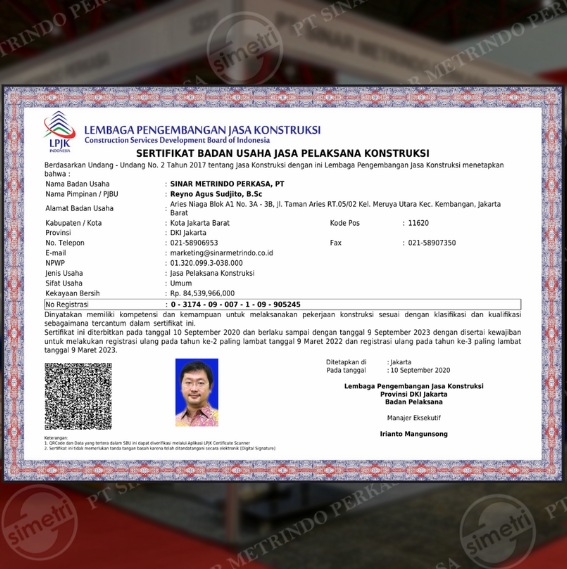 LPJK
INDONESIA
LEMBAGA PENGEMBANGAN JASA KONSTRUKSI
Construction Services Development Board of Indonesia
SERTIFIKAT BADAN USAHA JASA PELAKSANA KONSTRUKSI
Berdasarkan Undang - Undang No. 2 Tahun 2017 tentang Jasa Konstruksi dengan ini Lembaga Pengembangan Jasa Konstruksi menetapkan
bahwa :
Nama Badan Usaha : SINAR METRINDO PERKASA, PT
Nama Pimpinan / PJBU : Reyno Agus Sudjito, B.Sc
Alamat Badan Usaha : Aries Niaga Blok A1 No. 3A - 3B, Jl. Taman Aries RT.05/02 Kel. Meruya Utara Kec. Kembangan, Jakarta
Barat
Kabupaten / Kota : Kota Jakarta Barat Kode Pos : 11620
Provinsi : DKI Jakarta
No. Telepon : 021-58906953 Fax : 021-58907350
E-mail : marketing@sinarmetrindo.co.id
NPWP : 01.320.099.3-038.000
Jenis Usaha : Jasa Pelaksana Konstruksi
Sifat Usaha : Umum
Kekayaan Bersih : Rp. 84,539,966,000
No Registrasi : 0 - 3174 - 09 - 007 - 1 - 09 - 905245
Dinyatakan memiliki kompetensi dan kemampuan untuk melaksanakan pekerjaan konstruksi sesuai dengan klasifikasi dan kualifikasi
sebagaimana tercantum dalam sertifikat ini.
Sertifikat ini diterbitkan pada tanggal 10 September 2020 dan berlaku sampai dengan tanggal 9 September 2023 dengan disertai kewajiban
untuk melakukan registrasi ulang pada tahun ke-2 paling lambat tanggal 9 Maret 2022 dan registrasi ulang pada tahun ke-3 paling lambat
tanggal 9 Maret 2023.
Ditetapkan di : Jakarta
Pada tanggal : 10 September 2020
Lembaga Pengembangan Jasa Konstruksi
Provinsi DKI Jakarta
Badan Pelaksana
Manajer Eksekutif
Irianto Mangunsong
Keterangan:
1. QRCode dan Data yang tertera dalam SBU ini dapat diverifikasi melalui Aplikasi LPJK Certificate Scanner
2. Sertifikat ini tidak memerlukan tanda tangan basah karena telah ditandatangani secara elektronik (Digital Signature)
simetri
PT SINAR METRINDO PERKASA
simetri
PT SINAR METRINDO PERKASA
simetri